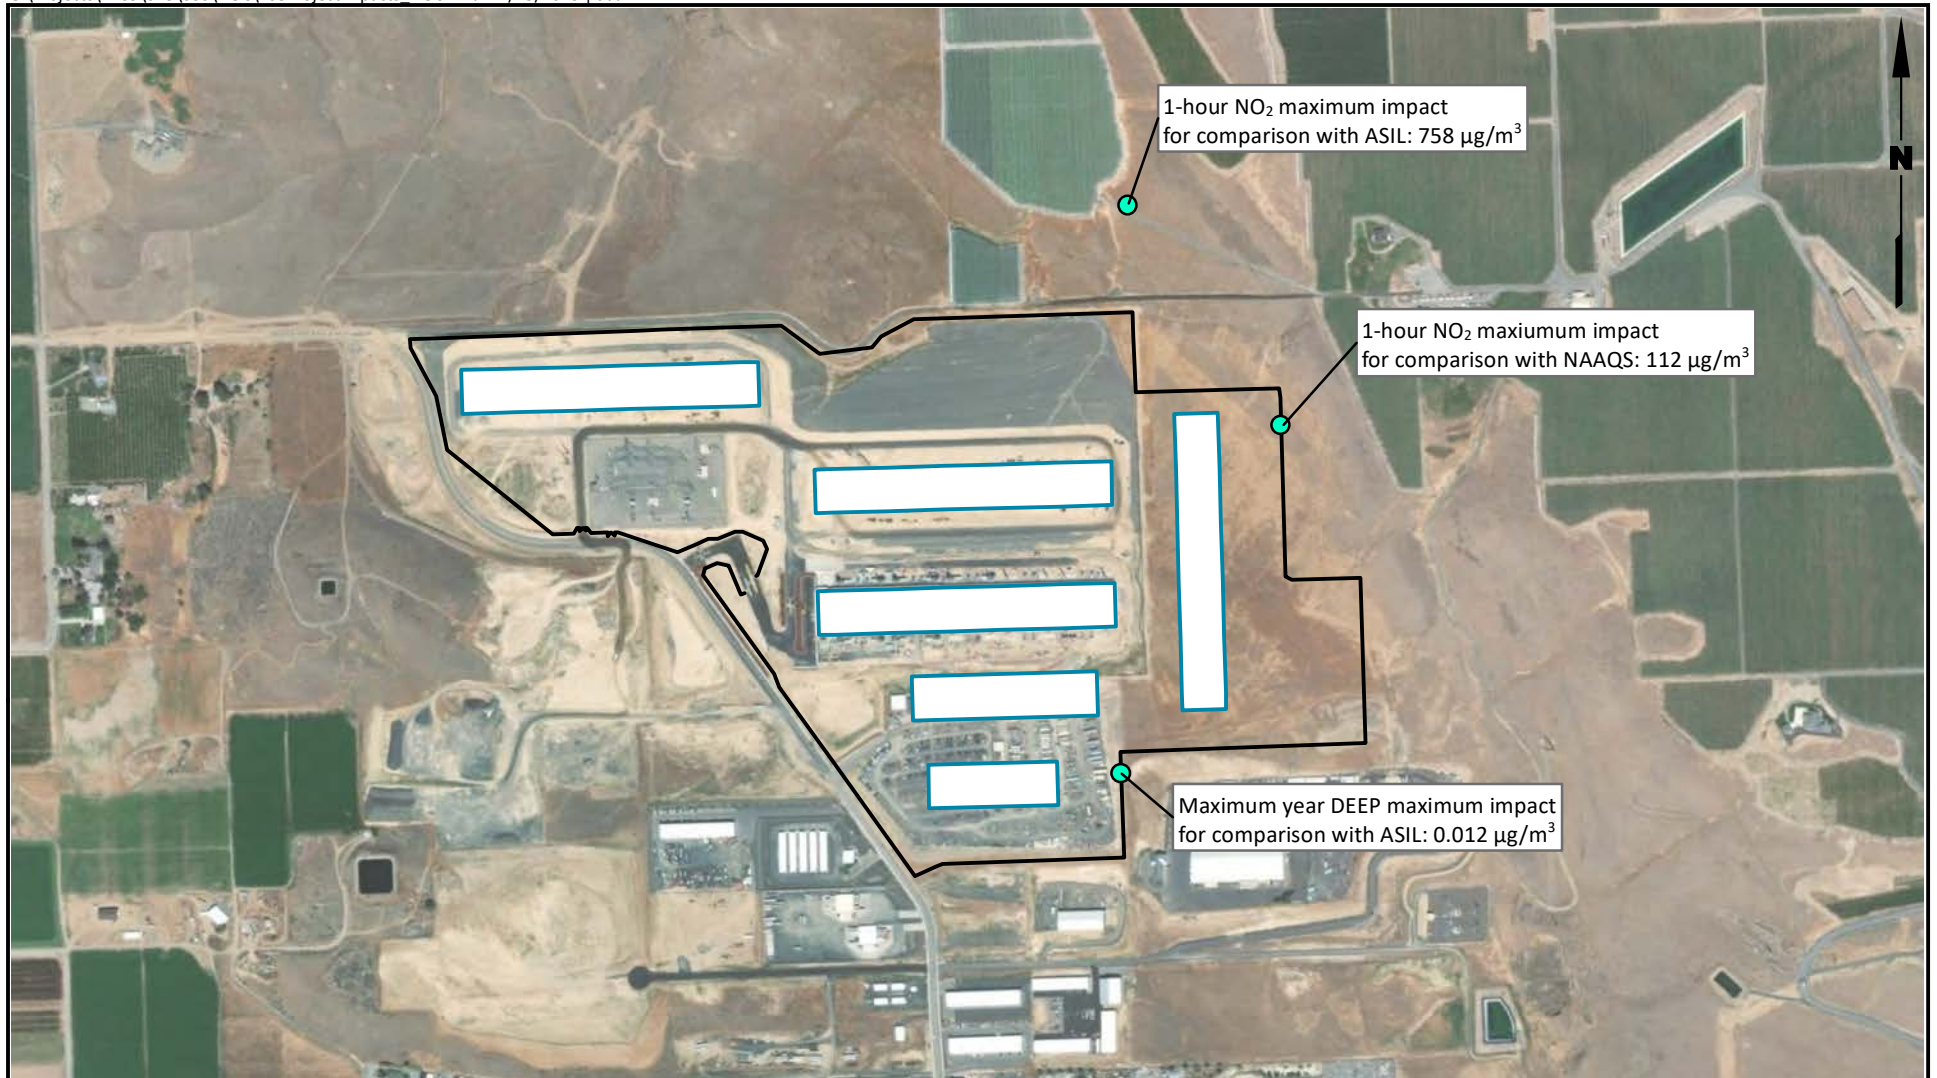 1-hour NO₂ maximum impact
for comparison with ASIL: 758 µg/m³
N
1-hour NO₂ maxiumum impact
for comparison with NAAQS: 112 µg/m³
Maximum year DEEP maximum impact
for comparison with ASIL: 0.012 µg/m³